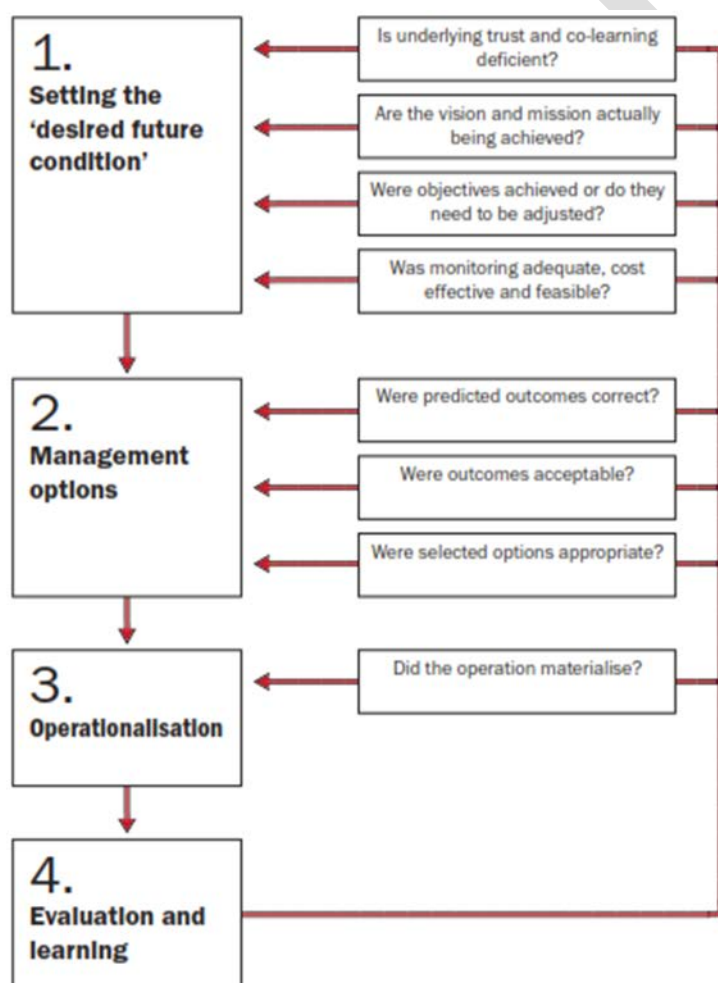 1.
Setting the
‘desired future
condition’
Is underlying trust and co-learning
deficient?
Are the vision and mission actually
being achieved?
Were objectives achieved or do they
need to be adjusted?
Was monitoring adequate, cost
effective and feasible?
2.
Management
options
Were predicted outcomes correct?
Were outcomes acceptable?
Were selected options appropriate?
3.
Operationalisation
Did the operation materialise?
4.
Evaluation and
learning